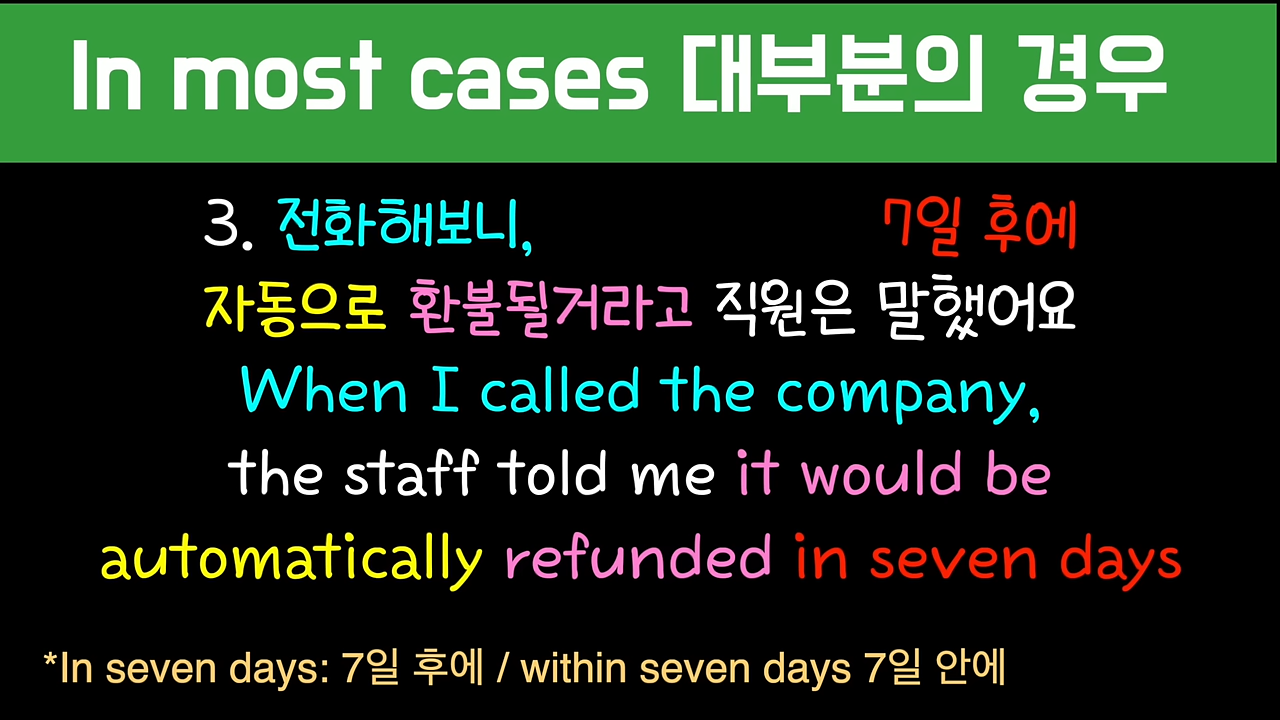 In most cases 대부분의 경우
3. 전화해보니, 7일 후에
자동으로 환불될거라고 직원은 말했어요
When I called the company,
the staff told me it would be
automatically refunded in seven days
*In seven days: 7일 후에 / within seven days 7일 안에